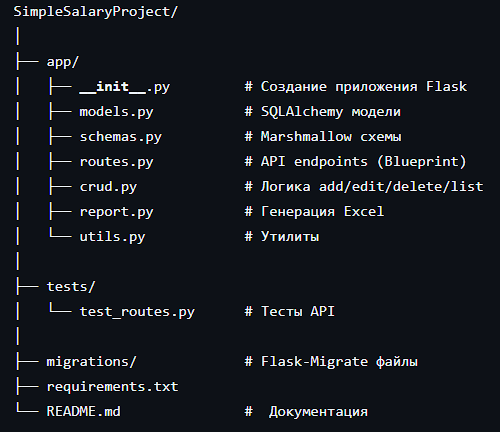 SimpleSalaryProject/
│
├── app/
│   ├── __init__.py         # Создание приложения Flask
│   ├── models.py           # SQLAlchemy модели
│   ├── schemas.py          # Marshmallow схемы
│   ├── routes.py           # API endpoints (Blueprint)
│   ├── crud.py             # Логика add/edit/delete/list
│   ├── report.py           # Генерация Excel
│   └── utils.py            # Утилиты
│
├── tests/
│   └── test_routes.py      # Тесты API
│
├── migrations/             # Flask-Migrate файлы
├── requirements.txt
└── README.md               #  Документация